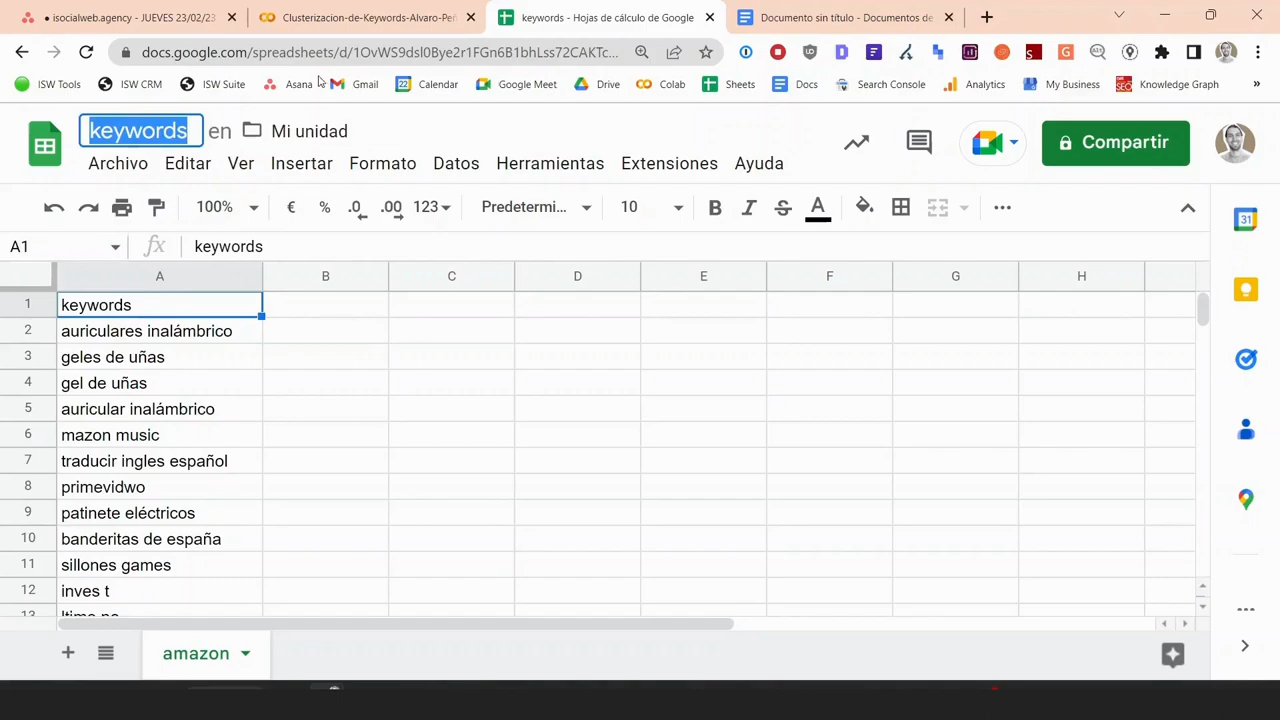 isocialweb.agency - JUEVES 23/02/23
Clusterizacion-de-Keywords-Alvaro-Peñ
keywords - Hojas de cálculo de Google
Documento sin título - Documentos de
docs.google.com/spreadsheets/d/1OvWS9dsl0Bye2r1FGn6B1bhLss72CAKTc...
ISW Tools
ISW CRM
ISW Suite
Asana
Gmail
Calendar
Google Meet
Drive
Colab
Sheets
Docs
Search Console
Analytics
My Business
Knowledge Graph
keywords en Mi unidad
Archivo Editar Ver Insertar Formato Datos Herramientas Extensiones Ayuda
Compartir
100% € % .0 .00 123 Predetermi... 10 B I S A
A1 fx keywords
A B C D E F G H
1 keywords
2 auriculares inalámbrico
3 geles de uñas
4 gel de uñas
5 auricular inalámbrico
6 mazon music
7 traducir ingles español
8 primevidwo
9 patinete eléctricos
10 banderitas de españa
11 sillones games
12 inves t
13
amazon
31